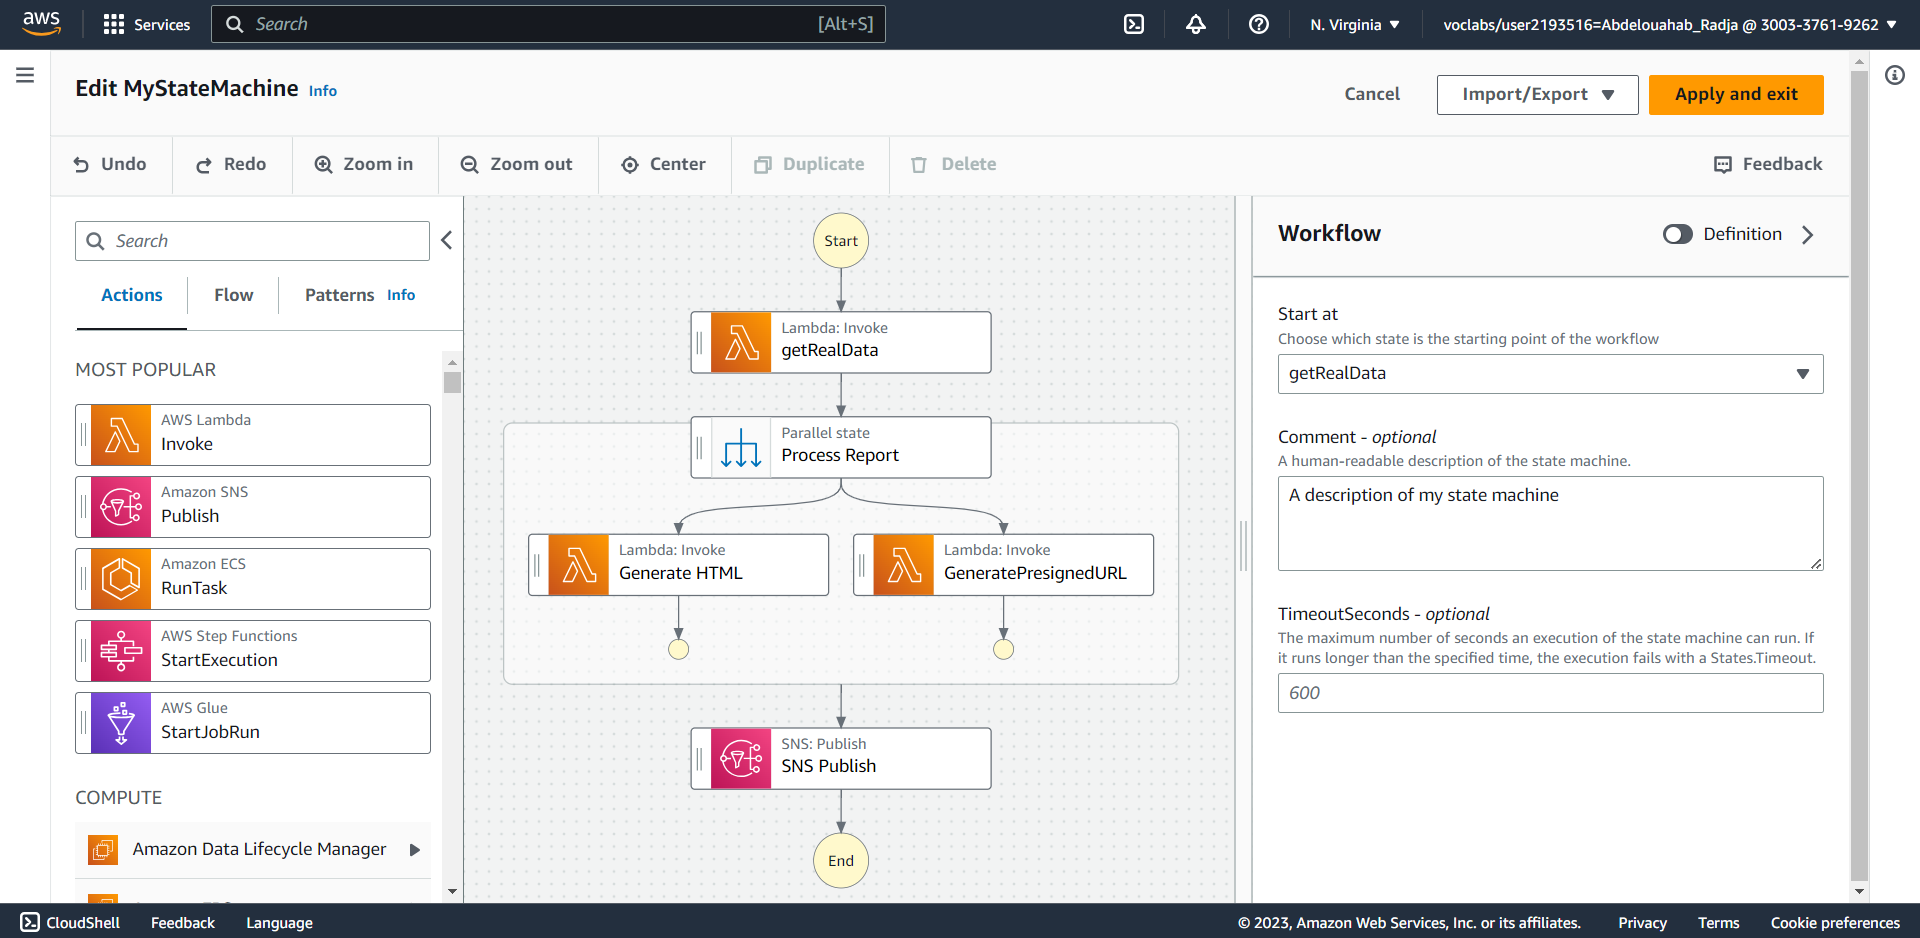 aws
Services
Search
[Alt+S]
N. Virginia
voclabs/user2193516=Abdelouahab_Radja @ 3003-3761-9262
Edit MyStateMachine Info
Cancel
Import/Export
Apply and exit
Undo
Redo
Zoom in
Zoom out
Center
Duplicate
Delete
Feedback
Search
Actions
Flow
Patterns Info
MOST POPULAR
AWS Lambda
Invoke
Amazon SNS
Publish
Amazon ECS
RunTask
AWS Step Functions
StartExecution
AWS Glue
StartJobRun
COMPUTE
Amazon Data Lifecycle Manager
Start
Lambda: Invoke
getRealData
Parallel state
Process Report
Lambda: Invoke
Generate HTML
Lambda: Invoke
GeneratePresignedURL
SNS: Publish
SNS Publish
End
Workflow
Definition
Start at
Choose which state is the starting point of the workflow
getRealData
Comment - optional
A human-readable description of the state machine.
A description of my state machine
TimeoutSeconds - optional
The maximum number of seconds an execution of the state machine can run. If
it runs longer than the specified time, the execution fails with a States.Timeout.
600
CloudShell
Feedback
Language
© 2023, Amazon Web Services, Inc. or its affiliates.
Privacy
Terms
Cookie preferences